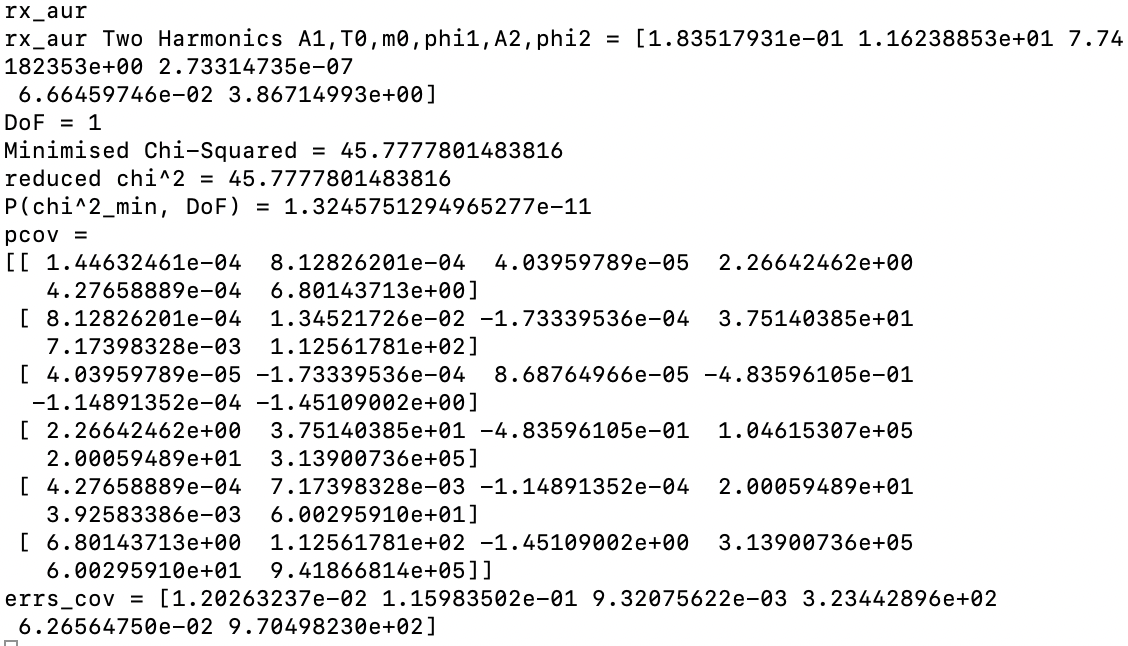 rx_aur
rx_aur Two Harmonics A1,T0,m0,phi1,A2,phi2 = [1.83517931e-01 1.16238853e+01 7.74
182353e+00 2.73314735e-07
 6.66459746e-02 3.86714993e+00]
DoF = 1
Minimised Chi-Squared = 45.7777801483816
reduced chi^2 = 45.7777801483816
P(chi^2_min, DoF) = 1.3245751294965277e-11
pcov =
[[ 1.44632461e-04  8.12826201e-04  4.03959789e-05  2.26642462e+00
   4.27658889e-04  6.80143713e+00]
 [ 8.12826201e-04  1.34521726e-02 -1.73339536e-04  3.75140385e+01
   7.17398328e-03  1.12561781e+02]
 [ 4.03959789e-05 -1.73339536e-04  8.68764966e-05 -4.83596105e-01
  -1.14891352e-04 -1.45109002e+00]
 [ 2.26642462e+00  3.75140385e+01 -4.83596105e-01  1.04615307e+05
   2.00059489e+01  3.13900736e+05]
 [ 4.27658889e-04  7.17398328e-03 -1.14891352e-04  2.00059489e+01
   3.92583386e-03  6.00295910e+01]
 [ 6.80143713e+00  1.12561781e+02 -1.45109002e+00  3.13900736e+05
   6.00295910e+01  9.41866814e+05]]
errs_cov = [1.20263237e-02 1.15983502e-01 9.32075622e-03 3.23442896e+02
 6.26564750e-02 9.70498230e+02]